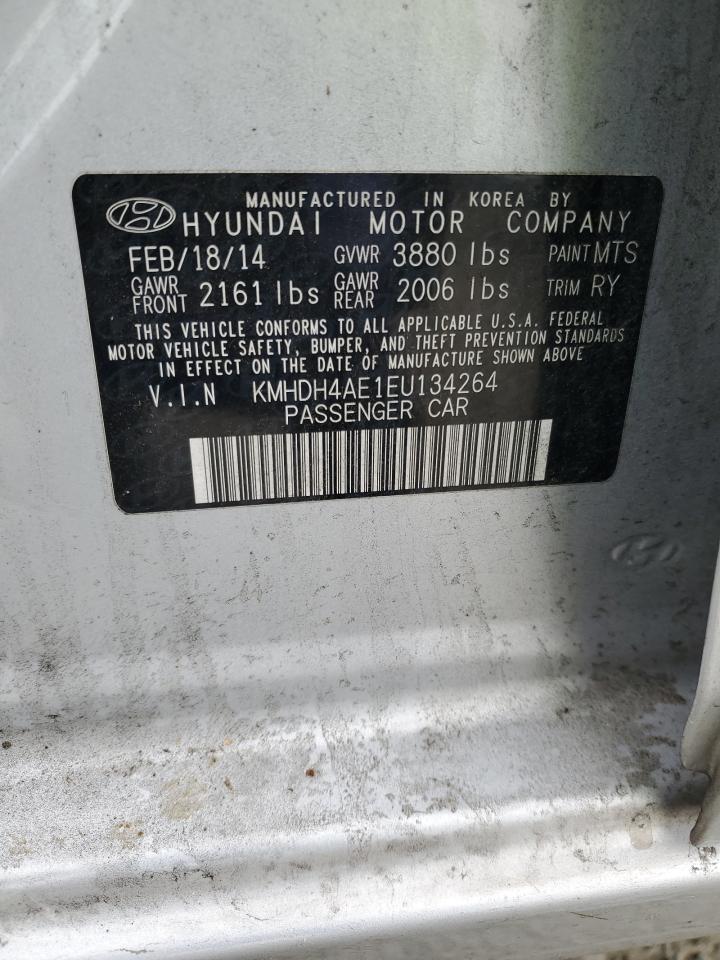 MANUFACTURED IN KOREA BY
HYUNDAI MOTOR COMPANY
FEB/18/14 GVWR 3880 lbs PAINT MTS
GAWR FRONT 2161 lbs GAWR REAR 2006 lbs TRIM RY
THIS VEHICLE CONFORMS TO ALL APPLICABLE U.S.A. FEDERAL
MOTOR VEHICLE SAFETY, BUMPER, AND THEFT PREVENTION STANDARDS
IN EFFECT ON THE DATE OF MANUFACTURE SHOWN ABOVE
V.I.N KMHDH4AE1EU134264
PASSENGER CAR